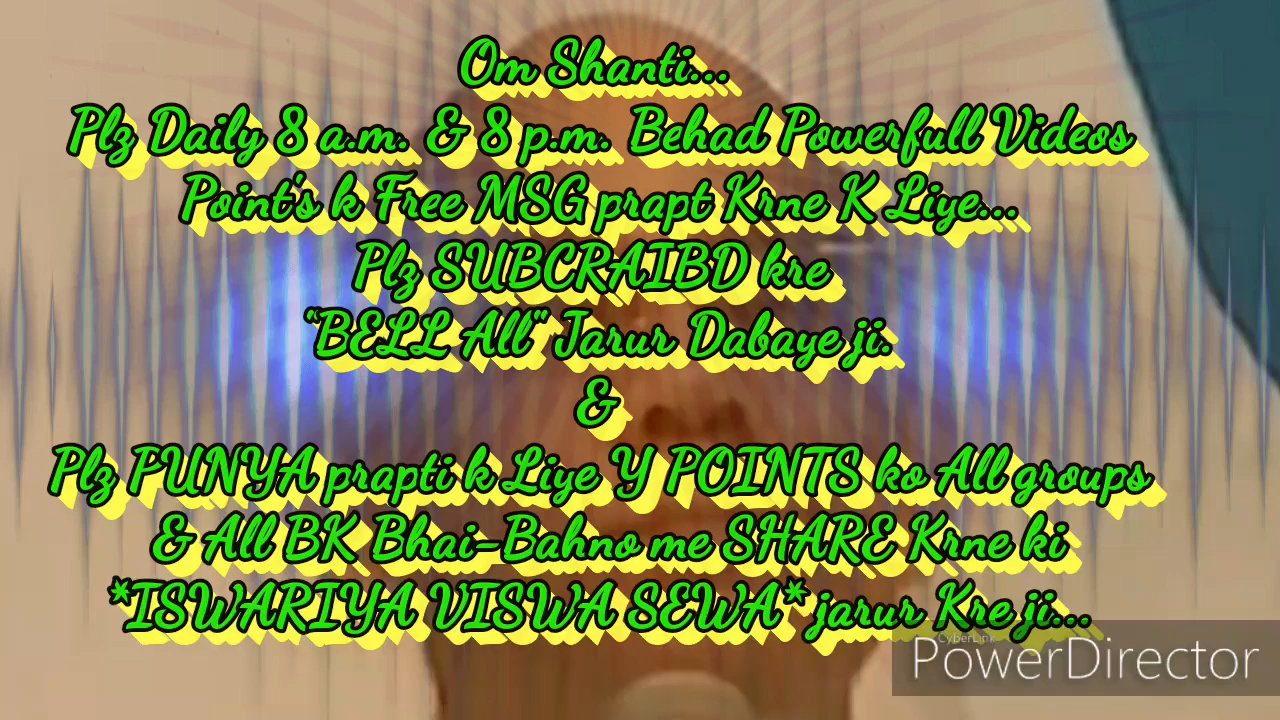 Om Shanti...
Plz Daily 8 a.m. & 8 p.m. Behad Powerfull Videos
Point's k Free MSG prapt Krne K Liye...
Plz SUBCRAIBD kre
“BELL All" Jarur Dabaye ji.
&
Plz PUNYA prapti k Liye Y POINTS ko All groups
& All BK Bhai-Bahno me SHARE Krne ki
*ISWARIYA VISWA SEWA* jarur Kre ji...
CyberLink
PowerDirector